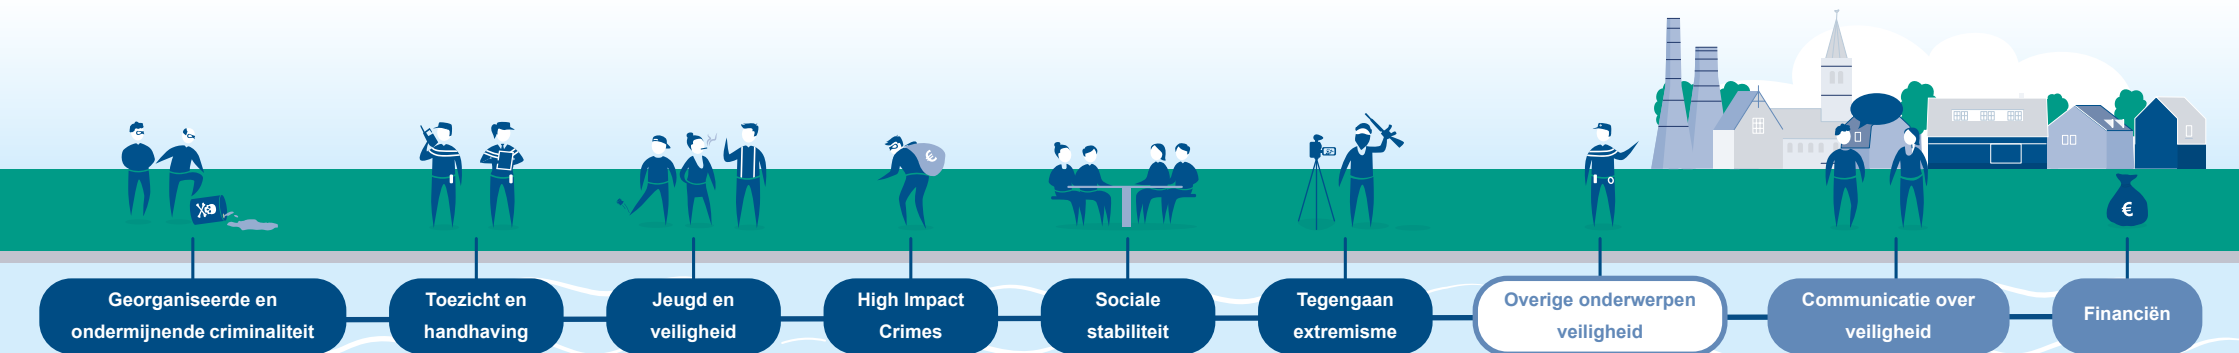 €
€
Georganiseerde en
ondermijnende criminaliteit
Toezicht en
handhaving
Jeugd en
veiligheid
High Impact
Crimes
Sociale
stabiliteit
Tegengaan
extremisme
Overige onderwerpen
veiligheid
Communicatie over
veiligheid
Financiën